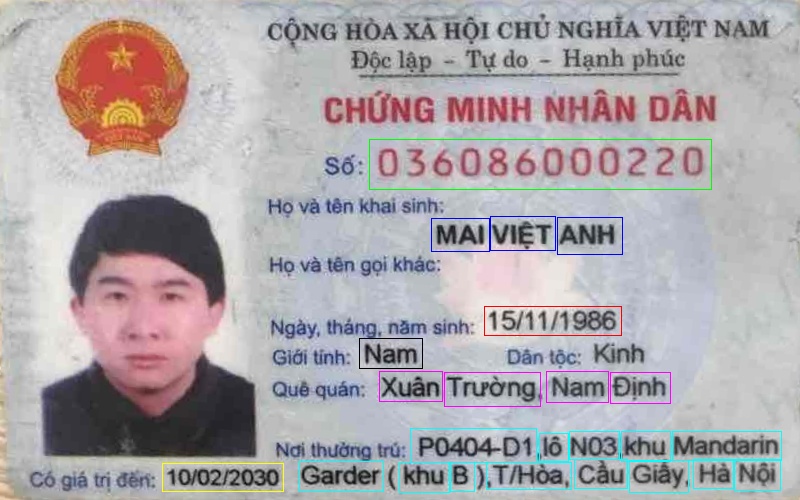 CỘNG HÒA XÃ HỘI CHỦ NGHĨA VIỆT NAM
Độc lập - Tự do - Hạnh phúc
CHỨNG MINH NHÂN DÂN
Số: 036086000220
Họ và tên khai sinh:
MAI VIỆT ANH
Họ và tên gọi khác:
Ngày, tháng, năm sinh: 15/11/1986
Giới tính: Nam Dân tộc: Kinh
Quê quán: Xuân Trường, Nam Định
Nơi thường trú: P0404-D1,lô N03,khu Mandarin
Có giá trị đến: 10/02/2030 Garder ( khu B ),T/Hòa, Cầu Giấy, Hà Nội